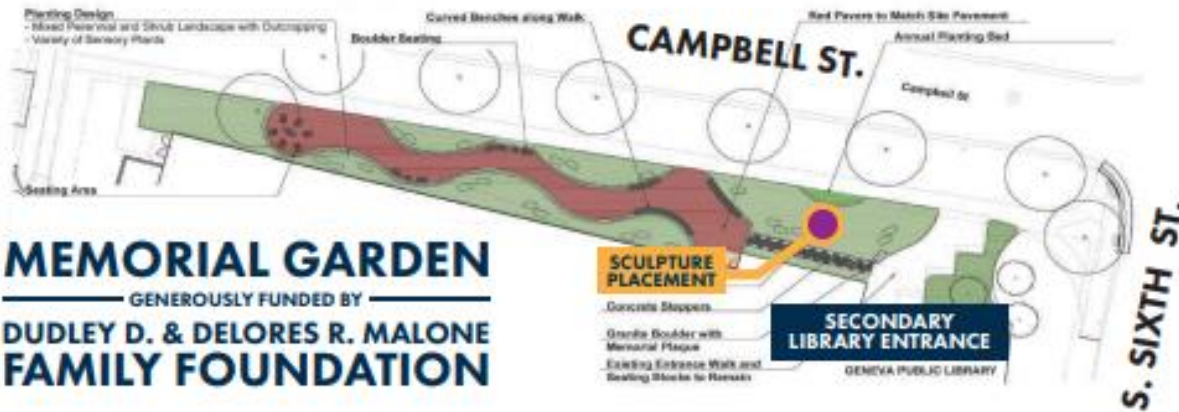 Planting Design
- Mixed Perennial and Shrub Landscape with Outcropping
- Variety of Sensory Plants
Boulder Seating
Curved Benches along Walk
CAMPBELL ST.
Red Pavers to Match Site Pavement
Annual Planting Bed
Campbell St
Seating Area
S. SIXTH ST.
MEMORIAL GARDEN
GENEROUSLY FUNDED BY
DUDLEY D. & DELORES R. MALONE
FAMILY FOUNDATION
SCULPTURE
PLACEMENT
Concrete Steppers
Granite Boulder with
Memorial Plaque
Existing Entrance Walk and
Seating Blocks to Remain
SECONDARY
LIBRARY ENTRANCE
GENEVA PUBLIC LIBRARY